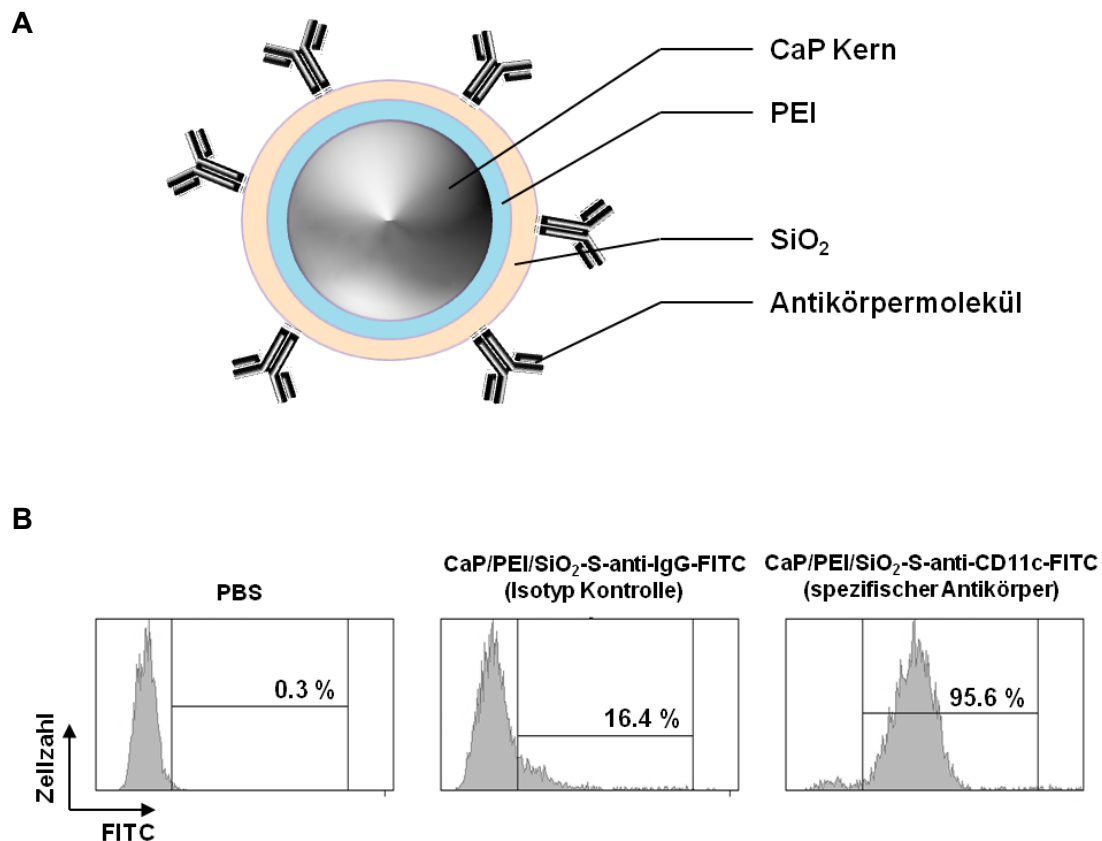 A
CaP Kern
PEI
SiO₂
Antikörpermolekül
B
PBS
CaP/PEI/SiO₂-S-anti-IgG-FITC
(Isotyp Kontrolle)
CaP/PEI/SiO₂-S-anti-CD11c-FITC
(spezifischer Antikörper)
0.3 %
16.4 %
95.6 %
Zellzahl
FITC